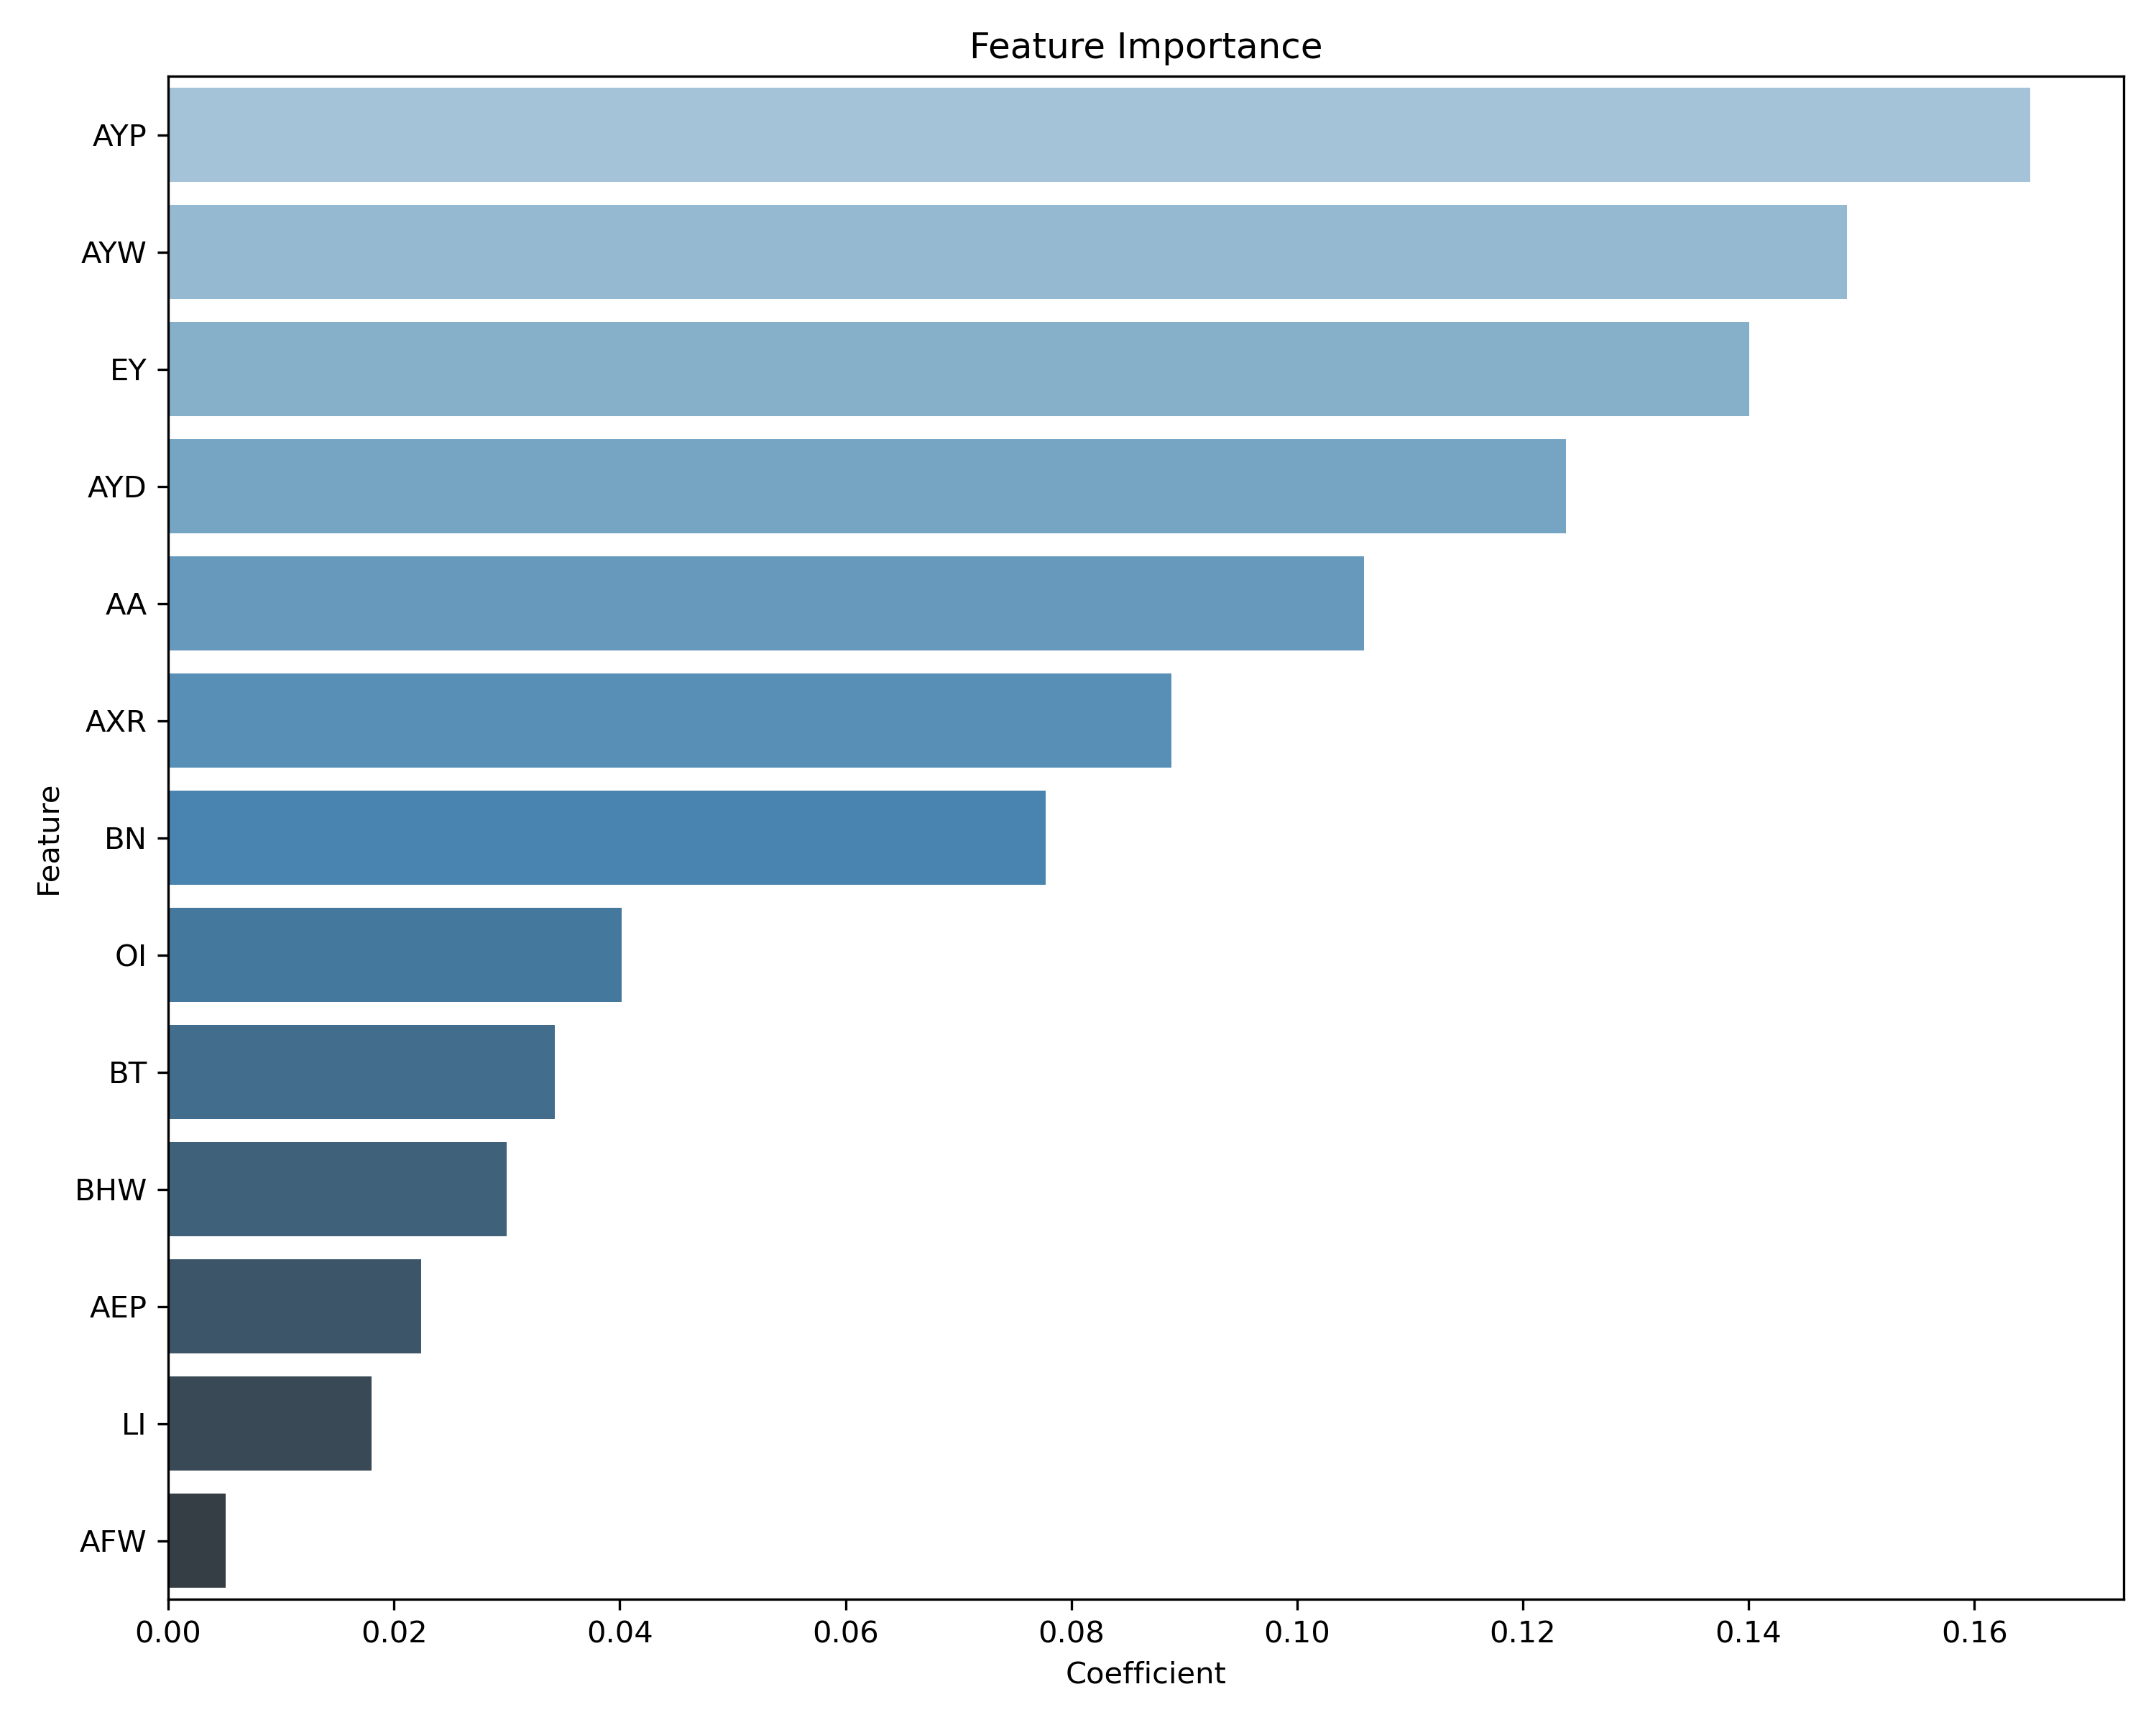 Feature Importance
AYP
AYW
EY
AYD
AA
AXR
BN
OI
BT
BHW
AEP
LI
AFW
Feature
0.00 0.02 0.04 0.06 0.08 0.10 0.12 0.14 0.16
Coefficient